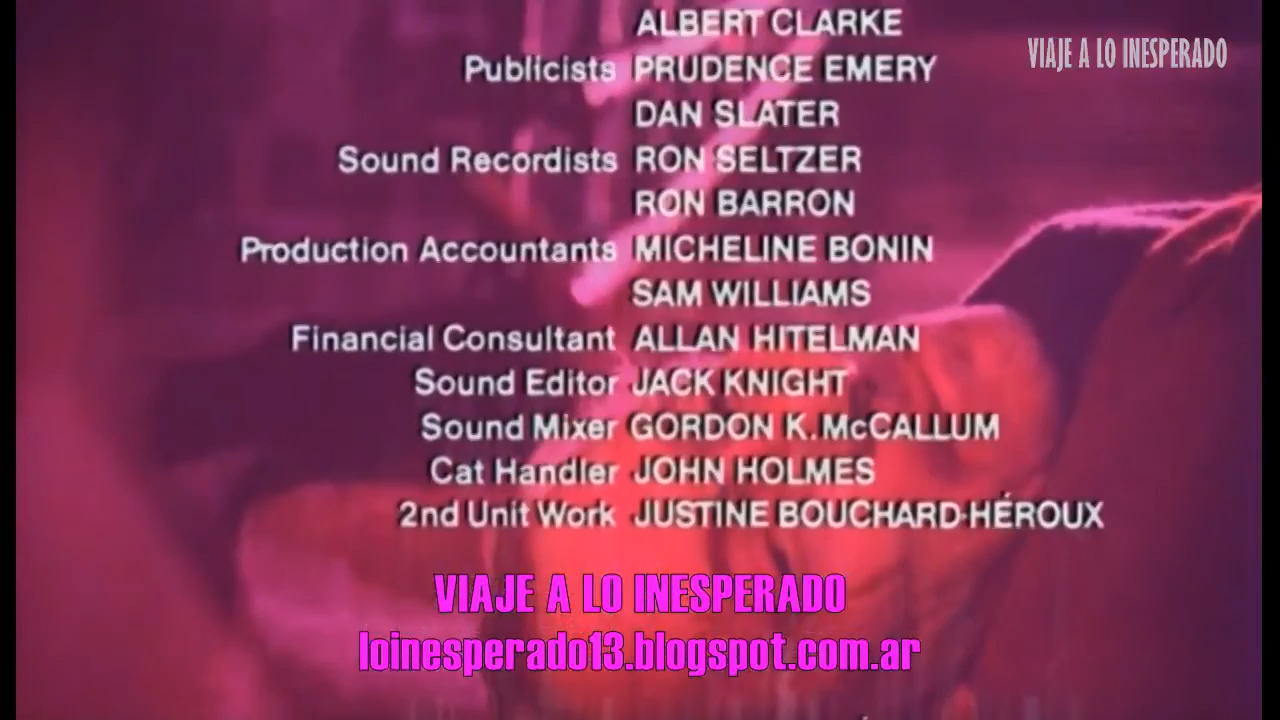 ALBERT CLARKE
VIAJE A LO INESPERADO
Publicists PRUDENCE EMERY
DAN SLATER
Sound Recordists RON SELTZER
RON BARRON
Production Accountants MICHELINE BONIN
SAM WILLIAMS
Financial Consultant ALLAN HITELMAN
Sound Editor JACK KNIGHT
Sound Mixer GORDON K. McCALLUM
Cat Handler JOHN HOLMES
2nd Unit Work JUSTINE BOUCHARD-HÉROUX
VIAJE A LO INESPERADO
loinesperado13.blogspot.com.ar